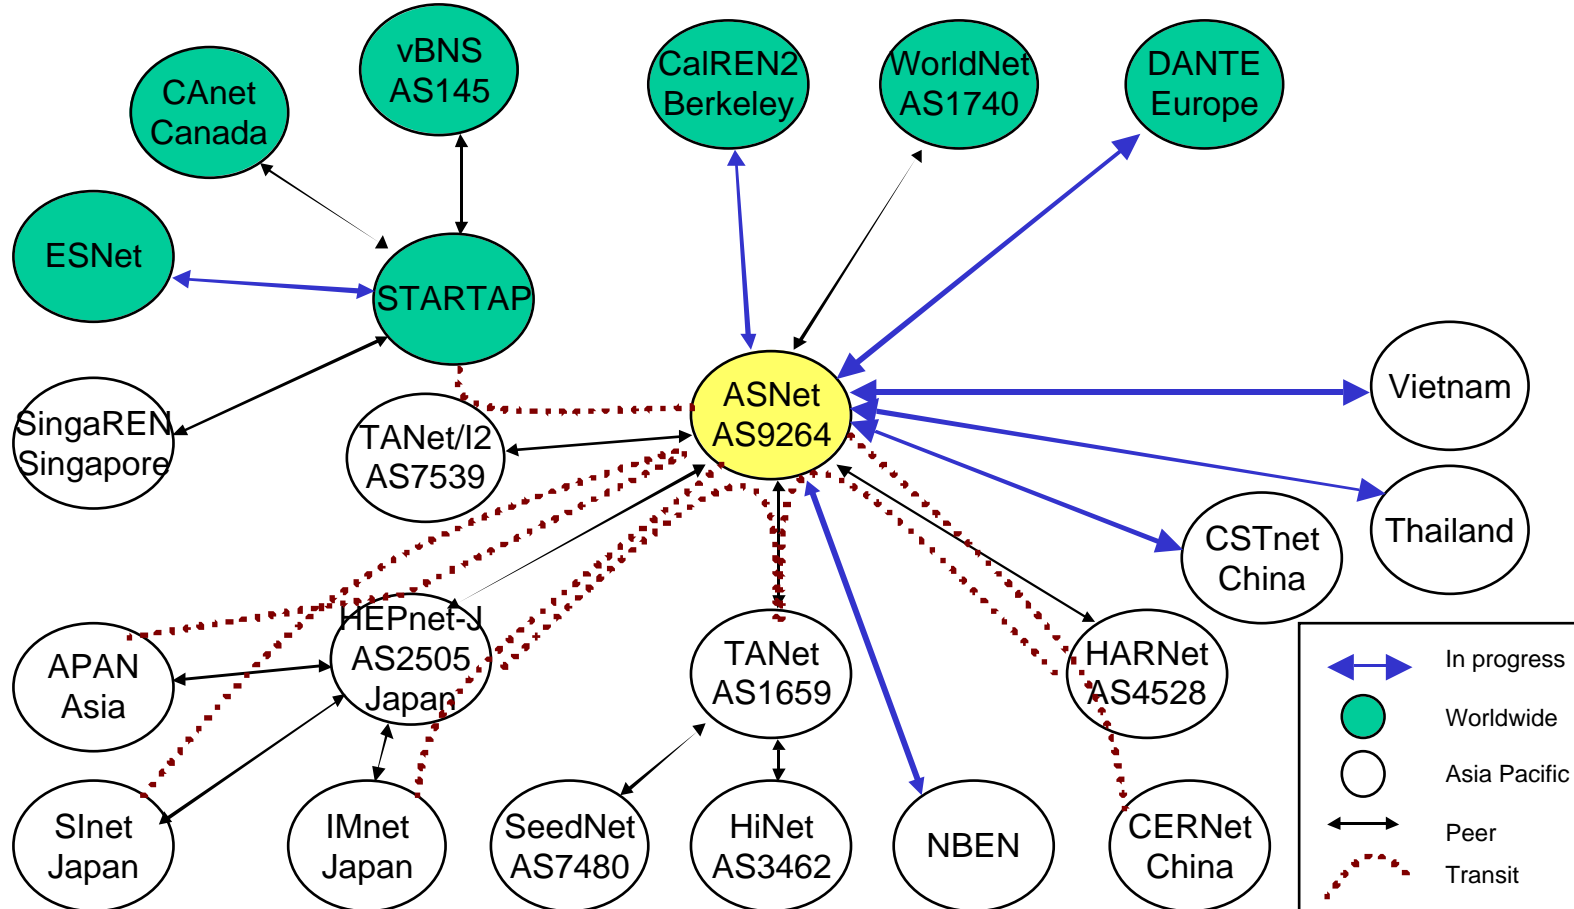 vBNS
AS145
CAnet
Canada
CalREN2
Berkeley
WorldNet
AS1740
DANTE
Europe
ESNet
STARTAP
SingaREN
Singapore
TANet/I2
AS7539
ASNet
AS9264
Vietnam
Thailand
CSTnet
China
APAN
Asia
HEPnet-J
AS2505
Japan
TANet
AS1659
HARNet
AS4528
SInet
Japan
IMnet
Japan
SeedNet
AS7480
HiNet
AS3462
NBEN
CERNet
China
In progress
Worldwide
Asia Pacific
Peer
Transit